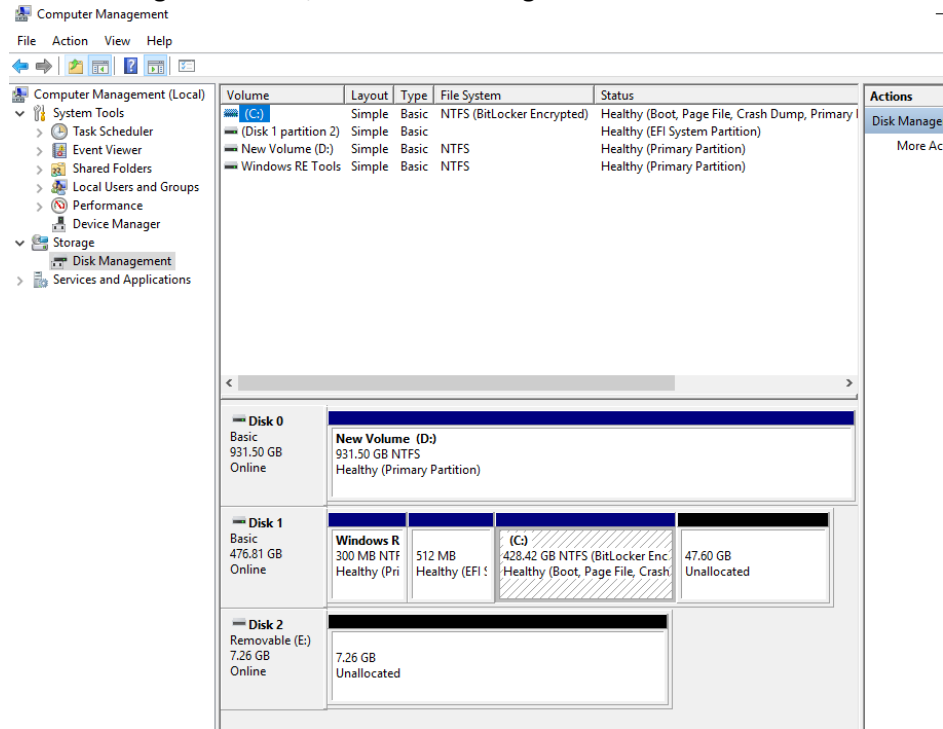 Computer Management
File Action View Help
Computer Management (Local)
System Tools
Task Scheduler
Event Viewer
Shared Folders
Local Users and Groups
Performance
Device Manager
Storage
Disk Management
Services and Applications
Volume Layout Type File System Status
(C:) Simple Basic NTFS (BitLocker Encrypted) Healthy (Boot, Page File, Crash Dump, Primary
(Disk 1 partition 2) Simple Basic Healthy (EFI System Partition)
New Volume (D:) Simple Basic NTFS Healthy (Primary Partition)
Windows RE Tools Simple Basic NTFS Healthy (Primary Partition)
Actions
Disk Manage
More Ac
Disk 0
Basic
931.50 GB
Online
New Volume (D:)
931.50 GB NTFS
Healthy (Primary Partition)
Disk 1
Basic
476.81 GB
Online
Windows R
300 MB NTF
Healthy (Pri
512 MB
Healthy (EFI S
(C:)
428.42 GB NTFS (BitLocker Enc
Healthy (Boot, Page File, Crash
47.60 GB
Unallocated
Disk 2
Removable (E:)
7.26 GB
Online
7.26 GB
Unallocated